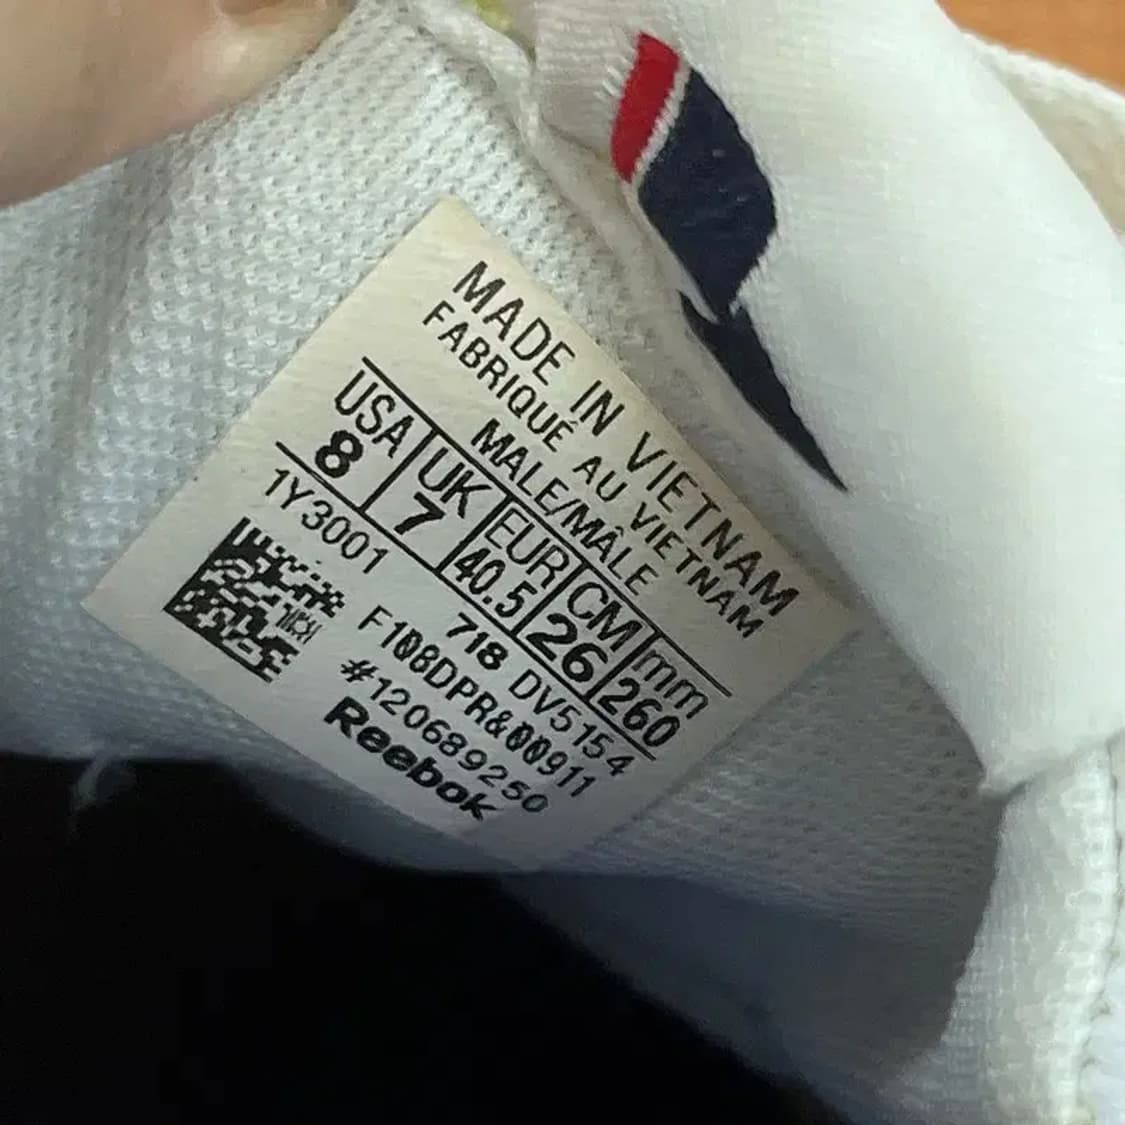 MADE IN VIETNAM
FABRIQUÉ AU VIETNAM
MALE/MÂLE
USA UK EUR CM mm
8 7 40.5 26 260
1Y3001 718 DV5154
F108DPR&00911
#120689250
Reebok